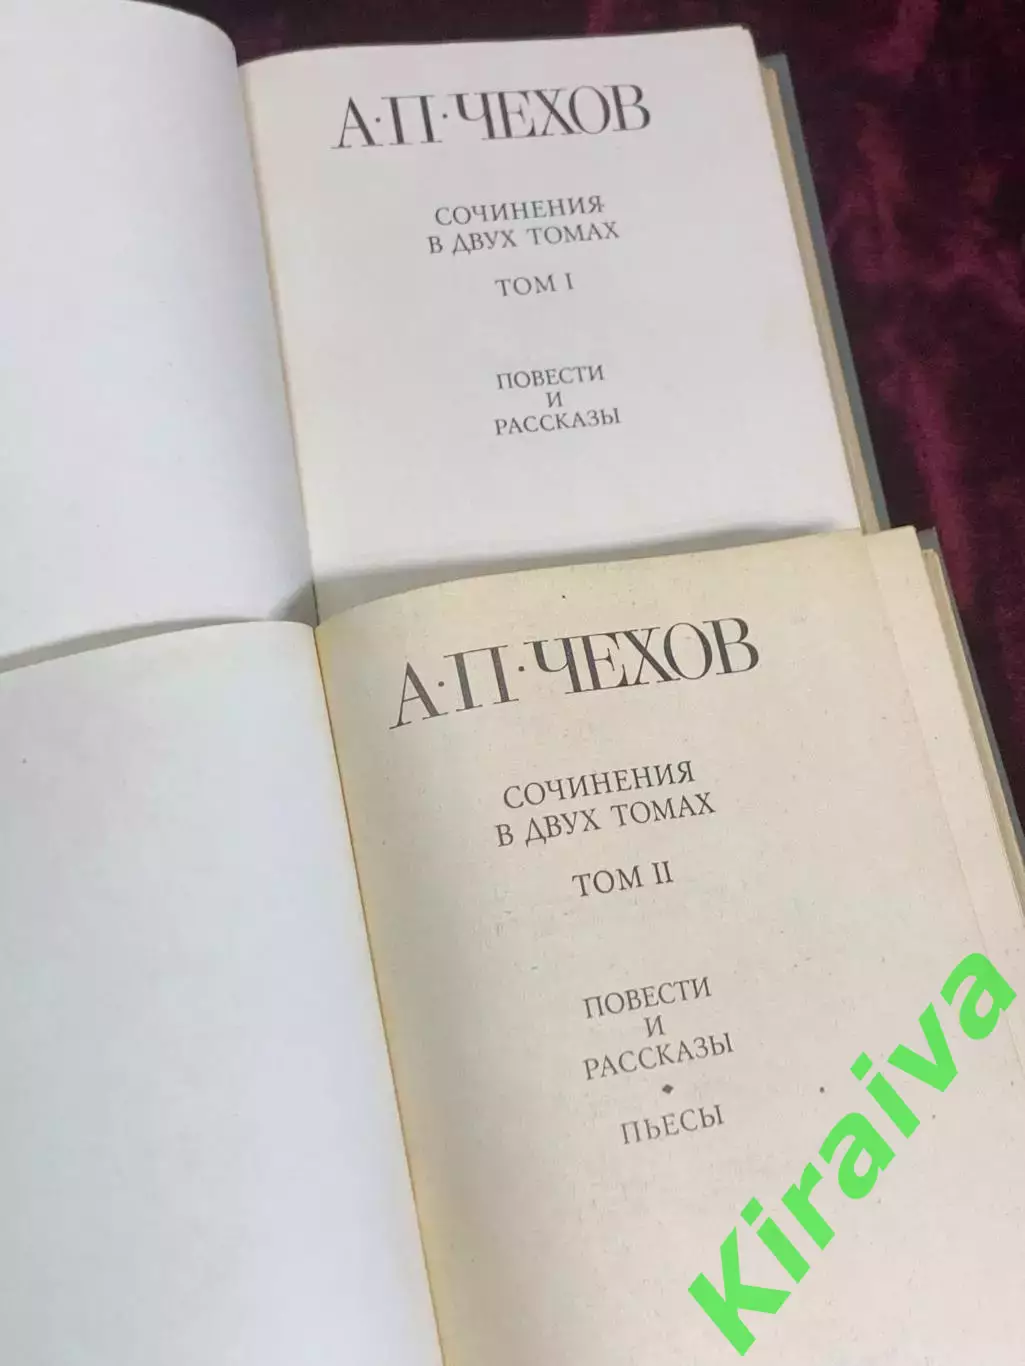 А·П·ЧЕХОВ
СОЧИНЕНИЯ
В ДВУХ ТОМАХ
ТОМ I
ПОВЕСТИ
И
РАССКАЗЫ
А·П·ЧЕХОВ
СОЧИНЕНИЯ
В ДВУХ ТОМАХ
ТОМ II
ПОВЕСТИ
И
РАССКАЗЫ
◆
ПЬЕСЫ
Kiraiva